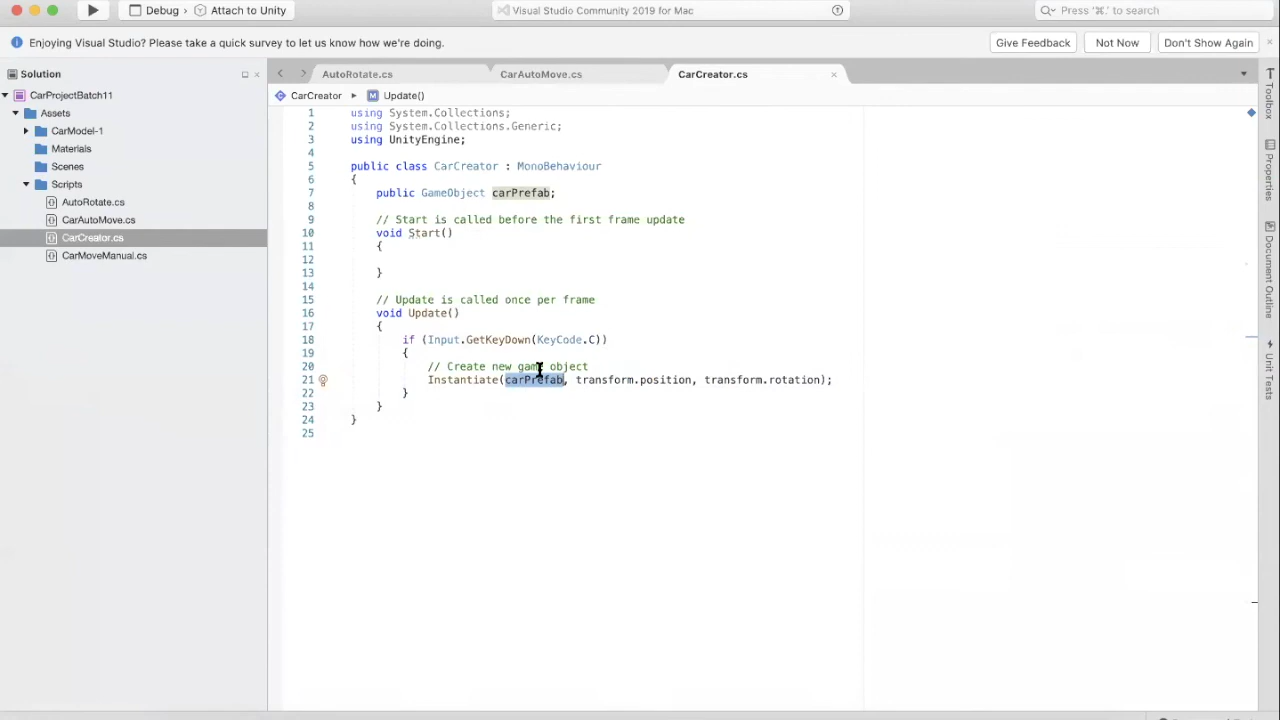 Debug › Attach to Unity
Visual Studio Community 2019 for Mac
Press '⌘.' to search
Enjoying Visual Studio? Please take a quick survey to let us know how we're doing.
Give Feedback
Not Now
Don't Show Again
Solution
AutoRotate.cs
CarAutoMove.cs
CarCreator.cs
CarProjectBatch11
Assets
CarModel-1
Materials
Scenes
Scripts
AutoRotate.cs
CarAutoMove.cs
CarCreator.cs
CarMoveManual.cs
CarCreator
Update()
1 using System.Collections;
2 using System.Collections.Generic;
3 using UnityEngine;
4
5 public class CarCreator : MonoBehaviour
6 {
7 public GameObject carPrefab;
8
9 // Start is called before the first frame update
10 void Start()
11 {
12
13 }
14
15 // Update is called once per frame
16 void Update()
17 {
18 if (Input.GetKeyDown(KeyCode.C))
19 {
20 // Create new game object
21 Instantiate(carPrefab, transform.position, transform.rotation);
22 }
23 }
24 }
25
Toolbox
Properties
Document Outline
Unit Tests